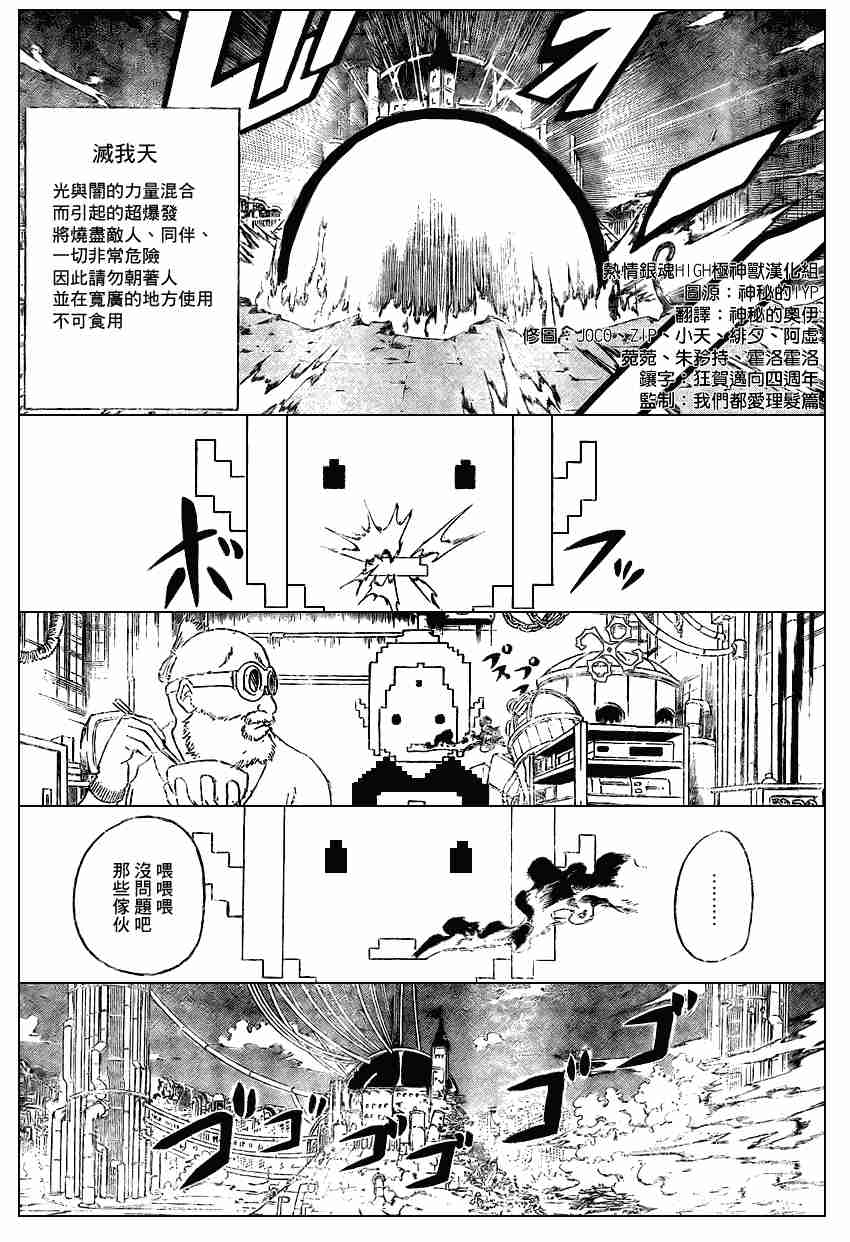 滅我天
光與闇的力量混合
而引起的超爆發
將燒盡敵人、同伴、
一切非常危險
因此請勿朝著人
並在寬廣的地方使用
不可食用
熱情銀魂HIGH極神獸漢化組
圖源：神秘的TYP
翻譯：神秘的奧伊
修圖：JOCO、ZIP、小天、緋夕、阿虛
菀菀、朱矜持、霍洛霍洛
鑲字：狂賀邁向四週年
監制：我們都愛理髮篇
ボ
フッ
プスプス
………
喂喂喂
沒問題吧
那些傢伙
ゴゴゴゴゴゴ